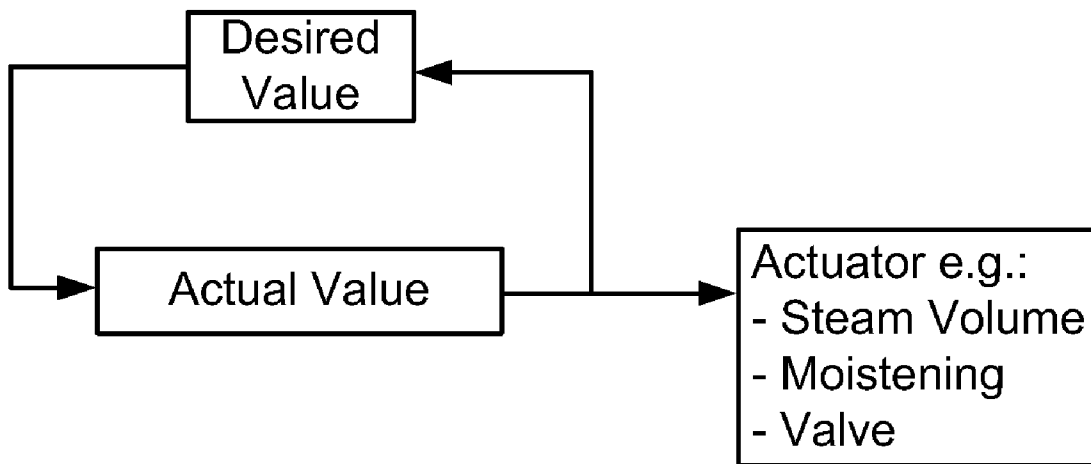 Desired
Value
Actual Value
Actuator e.g.:
- Steam Volume
- Moistening
- Valve